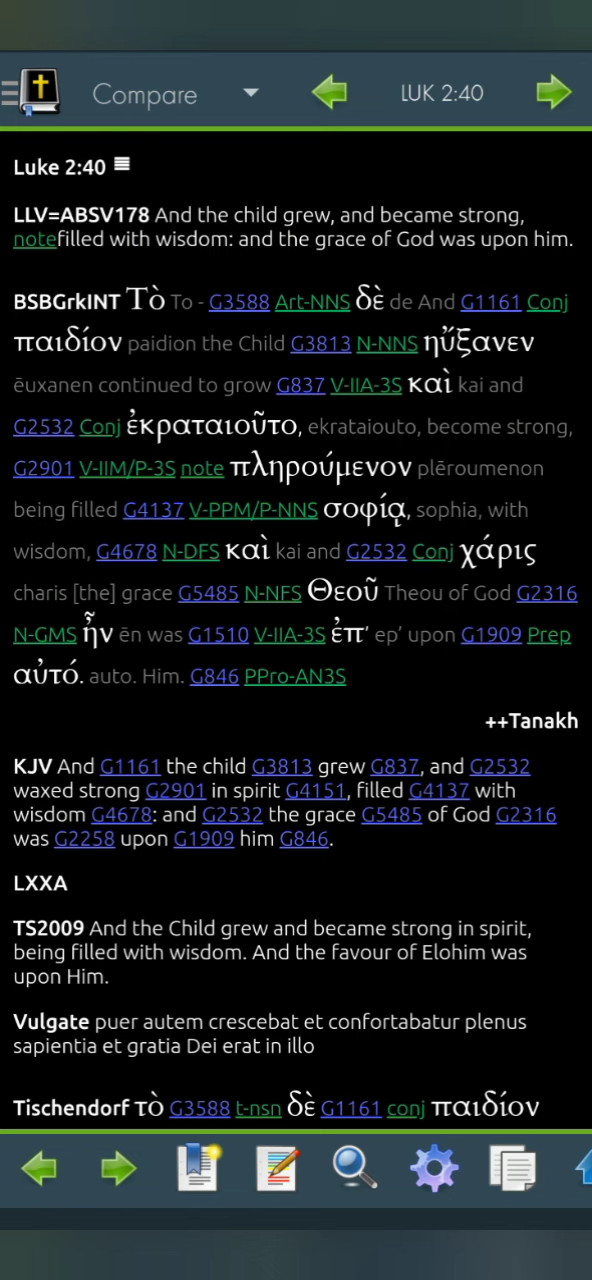 Compare
LUK 2:40
Luke 2:40
LLV=ABSV178 And the child grew, and became strong,
notefilled with wisdom: and the grace of God was upon him.
BSBGrkINT Τὸ To - G3588 Art-NNS δὲ de And G1161 Conj
παιδίον paidion the Child G3813 N-NNS ηὔξανεν
ēuxanen continued to grow G837 V-IIA-3S καὶ kai and
G2532 Conj ἐκραταιοῦτο, ekrataiouto, become strong,
G2901 V-IIM/P-3S note πληρούμενον plēroumenon
being filled G4137 V-PPM/P-NNS σοφίᾳ, sophia, with
wisdom, G4678 N-DFS καὶ kai and G2532 Conj χάρις
charis [the] grace G5485 N-NFS Θεοῦ Theou of God G2316
N-GMS ἦν ēn was G1510 V-IIA-3S ἐπ’ ep’ upon G1909 Prep
αὐτό. auto. Him. G846 PPro-AN3S
++Tanakh
KJV And G1161 the child G3813 grew G837, and G2532
waxed strong G2901 in spirit G4151, filled G4137 with
wisdom G4678: and G2532 the grace G5485 of God G2316
was G2258 upon G1909 him G846.
LXXA
TS2009 And the Child grew and became strong in spirit,
being filled with wisdom. And the favour of Elohim was
upon Him.
Vulgate puer autem crescebat et confortabatur plenus
sapientia et gratia Dei erat in illo
Tischendorf τὸ G3588 t-nsn δὲ G1161 conj παιδίον